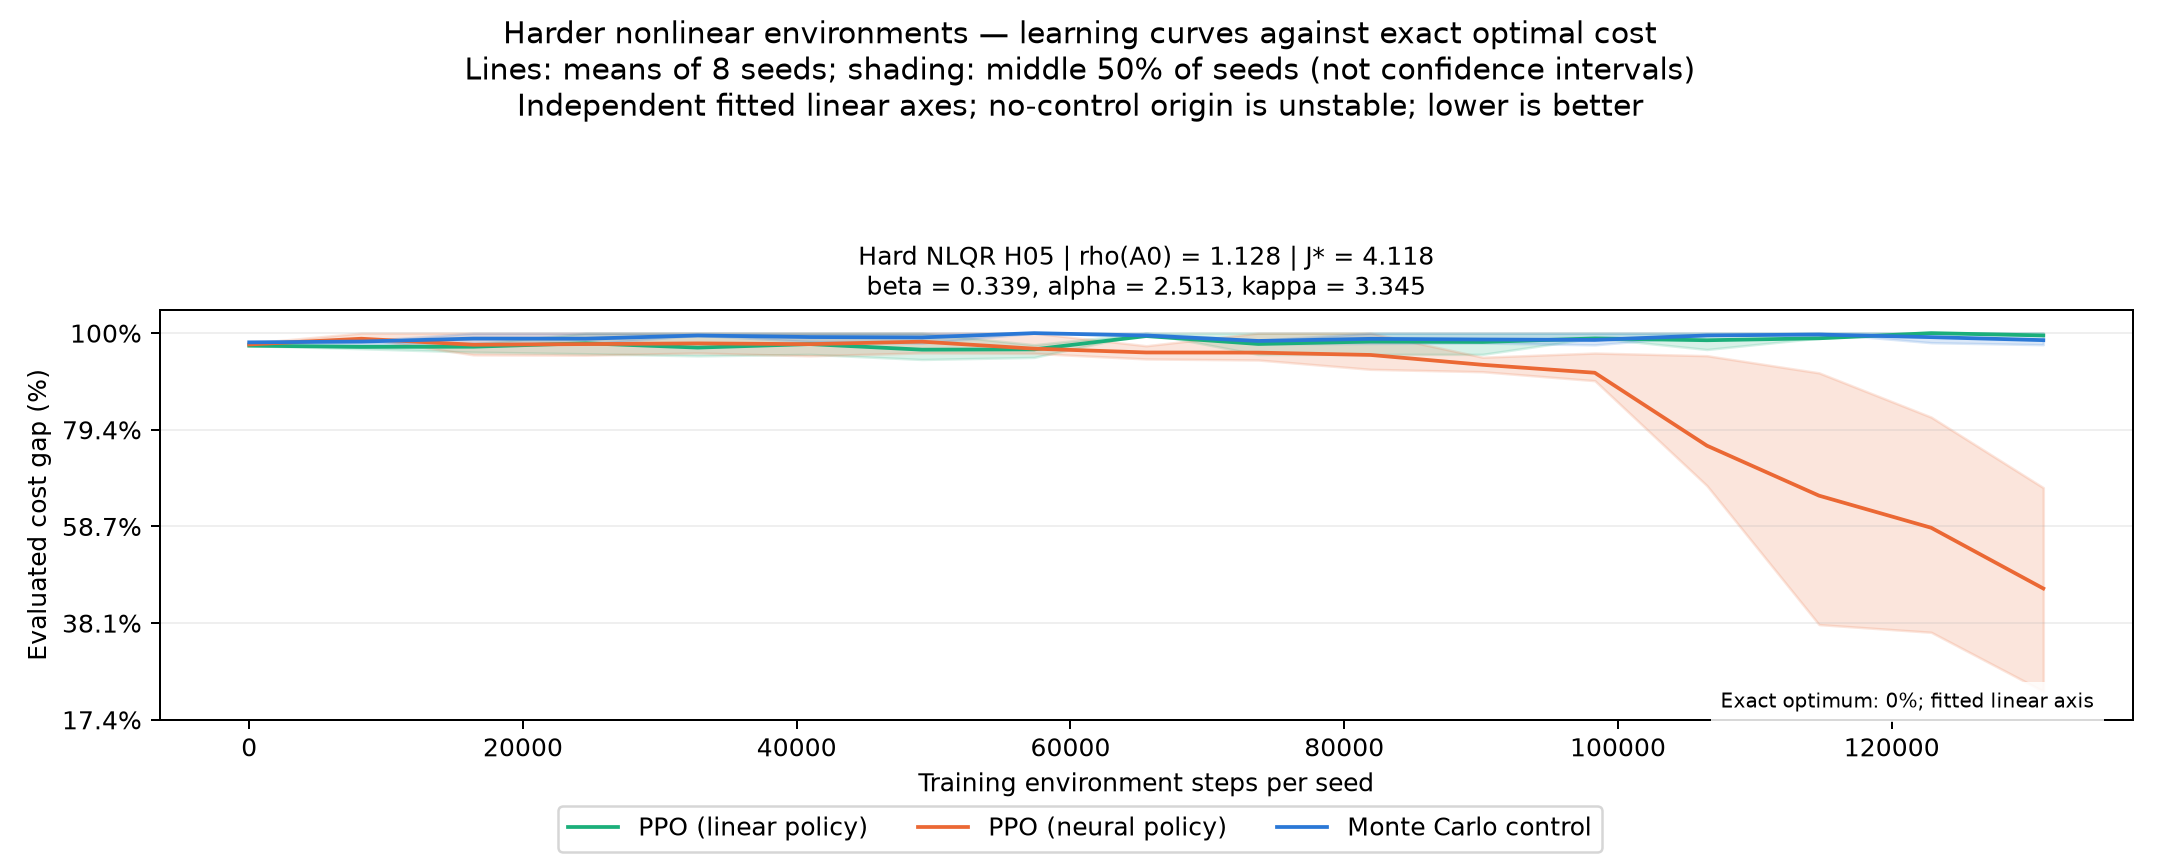 Harder nonlinear environments — learning curves against exact optimal cost
Lines: means of 8 seeds; shading: middle 50% of seeds (not confidence intervals)
Independent fitted linear axes; no-control origin is unstable; lower is better
Hard NLQR H05 | rho(A0) = 1.128 | J* = 4.118
beta = 0.339, alpha = 2.513, kappa = 3.345
Evaluated cost gap (%)
100%
79.4%
58.7%
38.1%
17.4%
Exact optimum: 0%; fitted linear axis
0 20000 40000 60000 80000 100000 120000
Training environment steps per seed
PPO (linear policy) PPO (neural policy) Monte Carlo control